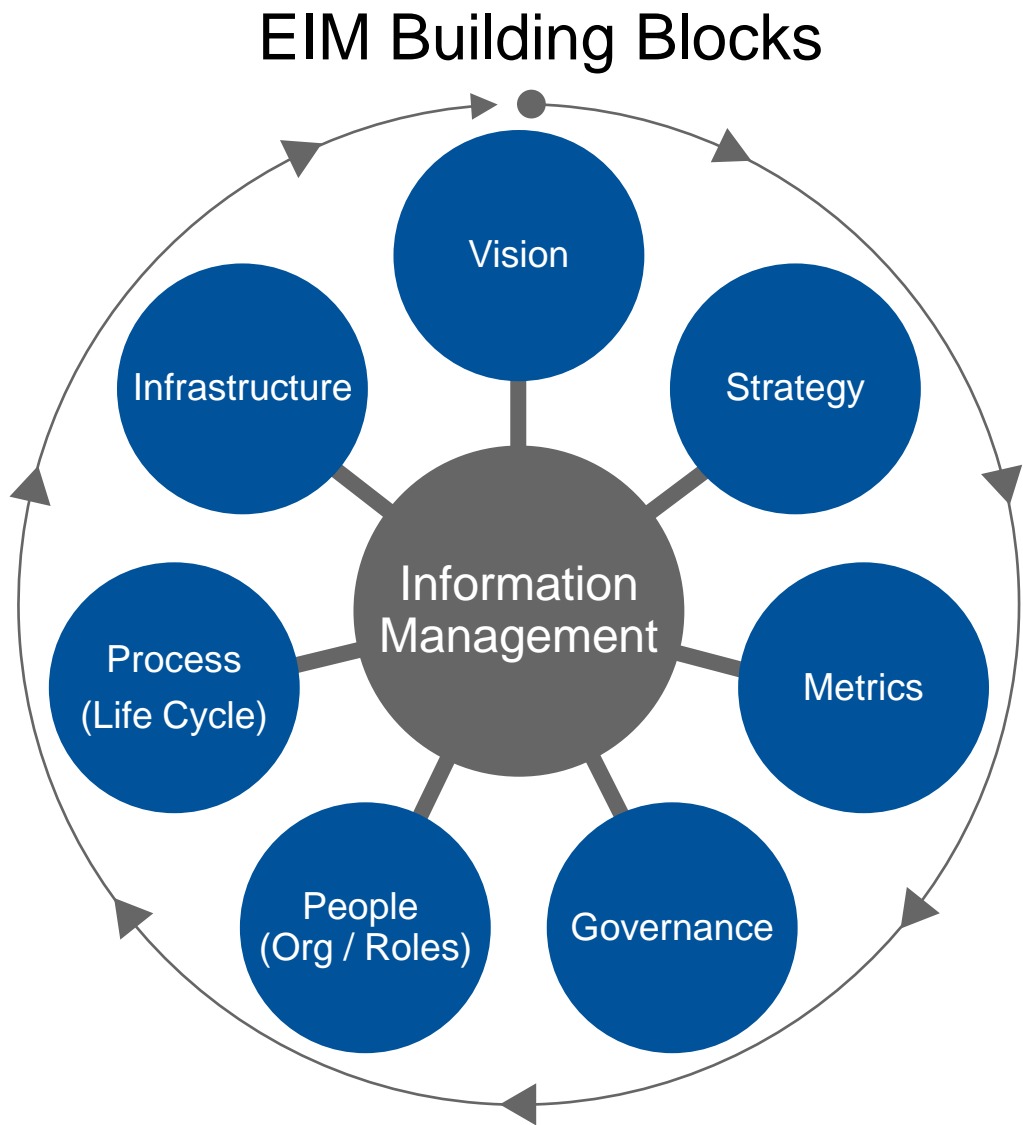 EIM Building Blocks
Vision
Strategy
Metrics
Governance
People
(Org / Roles)
Process
(Life Cycle)
Infrastructure
Information
Management